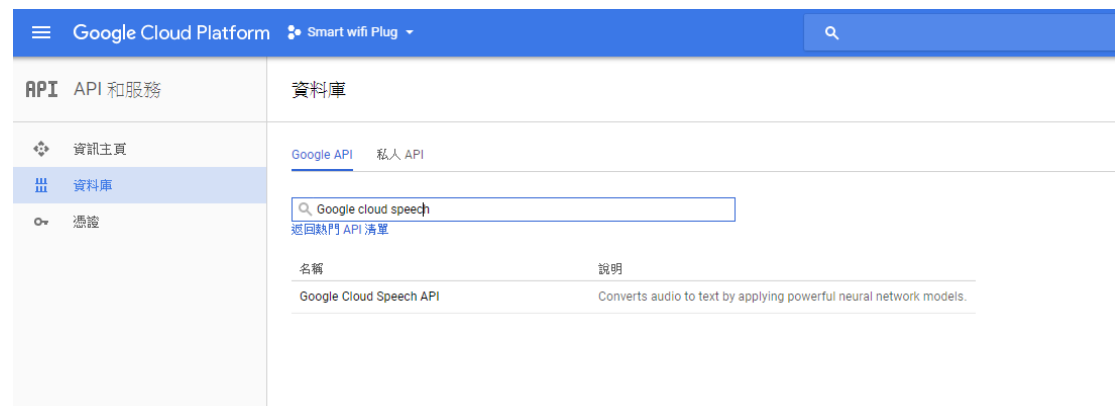 Google Cloud Platform Smart wifi Plug
API API 和服務
資料庫
資訊主頁
資料庫
憑證
Google API 私人 API
Google cloud speech
返回熱門 API 清單
名稱 說明
Google Cloud Speech API Converts audio to text by applying powerful neural network models.